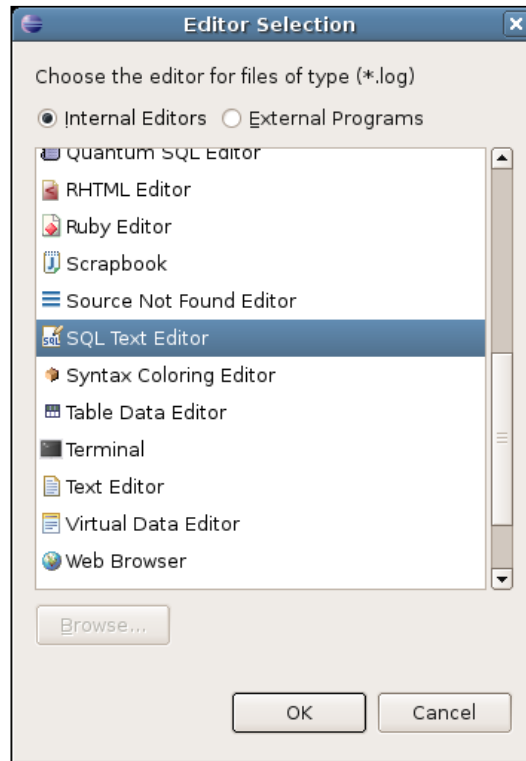 Editor Selection
Choose the editor for files of type (*.log)
Internal Editors External Programs
Quantum SQL Editor
RHTML Editor
Ruby Editor
Scrapbook
Source Not Found Editor
SQL Text Editor
Syntax Coloring Editor
Table Data Editor
Terminal
Text Editor
Virtual Data Editor
Web Browser
Browse...
OK Cancel